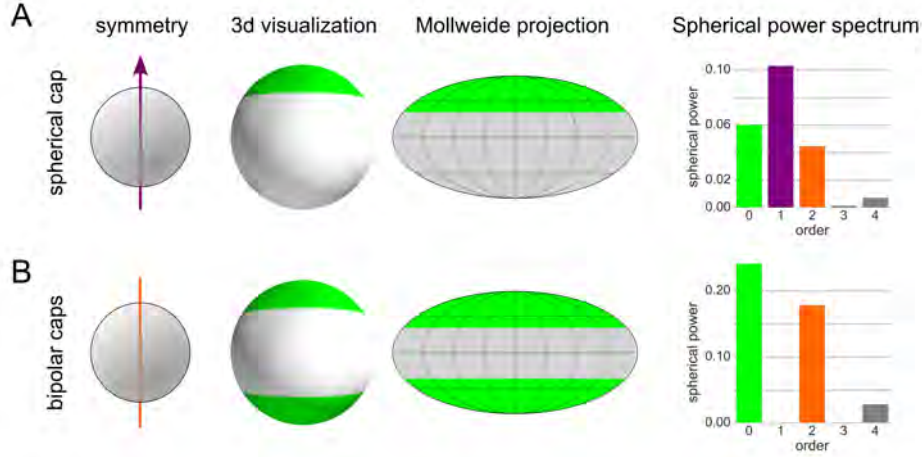 A
symmetry 3d visualization Mollweide projection Spherical power spectrum
spherical cap
spherical power
0.10
0.06
0.02
0.00
0 1 2 3 4
order
B
bipolar caps
spherical power
0.20
0.10
0.00
0 1 2 3 4
order